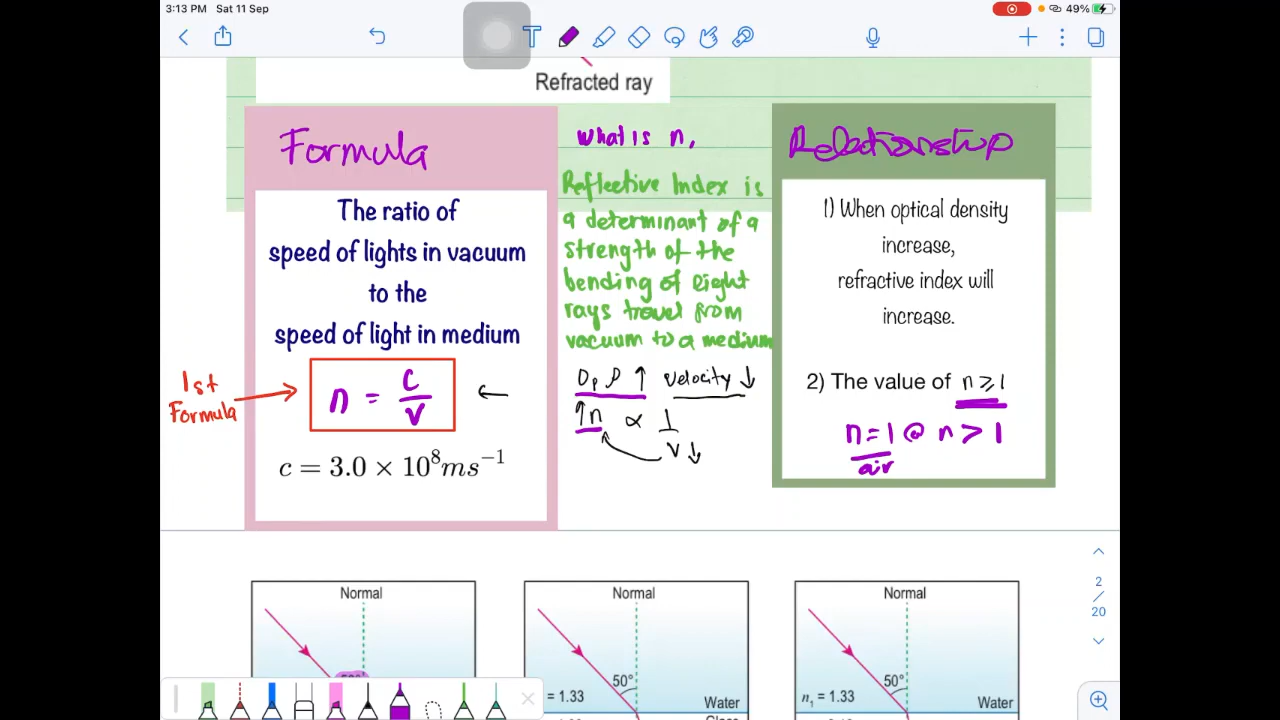 3:13 PM Sat 11 Sep
49%
T
Refracted ray
Formula
The ratio of
speed of lights in vacuum
to the
speed of light in medium
1st
Formula
n = c/v
c = 3.0 × 10⁸ms⁻¹
What is n,
Reflective Index is
a determinant of a
strength of the
bending of light
rays travel from
vacuum to a medium
Op ρ ↑ velocity ↓
↑n ∝ 1
v ↓
Relationship
1) When optical density
increase,
refractive index will
increase.
2) The value of n ≥ 1
n = 1 @ n > 1
air
2
/
20
Normal
Normal
50°
= 1.33
Water
Normal
50°
n₁ = 1.33
Water